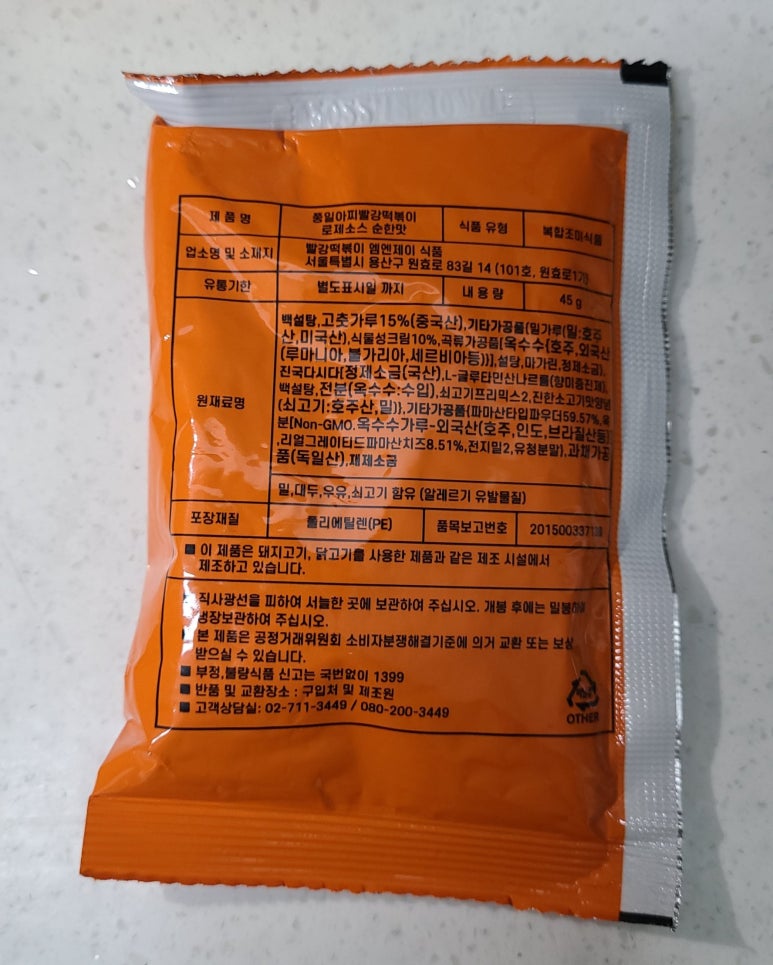 제 품 명
통일아피빨강떡볶이
로제소스 순한맛
식품 유형
복합조미식품
업소명 및 소재지
빨강떡볶이 엠엔제이 식품
서울특별시 용산구 원효로 83길 14 (101호, 원효로1가)
유통기한
별도표시일 까지
내 용 량
45 g
원재료명
백설탕,고춧가루15%(중국산),기타가공품{밀가루(밀:호주
산,미국산),식물성크림10%,곡류가공품{옥수수(호주,외국산
(루마니아,불가리아,세르비아등))},설탕,마가린,정제소금},
진국다시다{정제소금(국산),L-글루타민산나트륨(향미증진제),
백설탕,전분(옥수수:수입),쇠고기프리믹스2,진한소고기맛양념
(쇠고기:호주산,밀)},기타가공품{파마산타입파우더59.57%,옥
분[Non-GMO.옥수수가루-외국산(호주,인도,브라질산등)]
,리얼그레이티드파마산치즈8.51%,전지밀2,유청분말},과채가공
품(독일산),재제소금
밀,대두,우유,쇠고기 함유 (알레르기 유발물질)
포장재질
폴리에틸렌(PE)
품목보고번호
■ 이 제품은 돼지고기, 닭고기를 사용한 제품과 같은 제조 시설에서
제조하고 있습니다.
■ 직사광선을 피하여 서늘한 곳에 보관하여 주십시오. 개봉 후에는 밀봉하여
냉장보관하여 주십시오.
■ 본 제품은 공정거래위원회 소비자분쟁해결기준에 의거 교환 또는 보상
받으실 수 있습니다.
■ 부정,불량식품 신고는 국번없이 1399
■ 반품 및 교환장소 : 구입처 및 제조원
■ 고객상담실: 02-711-3449 / 080-200-3449
OTHER